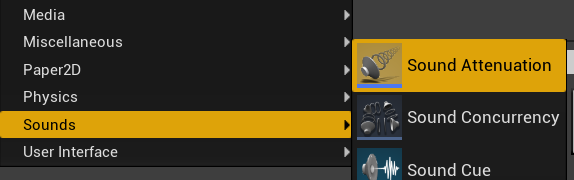 Media
Miscellaneous
Paper2D
Physics
Sounds
User Interface
Sound Attenuation
Sound Concurrency
Sound Cue